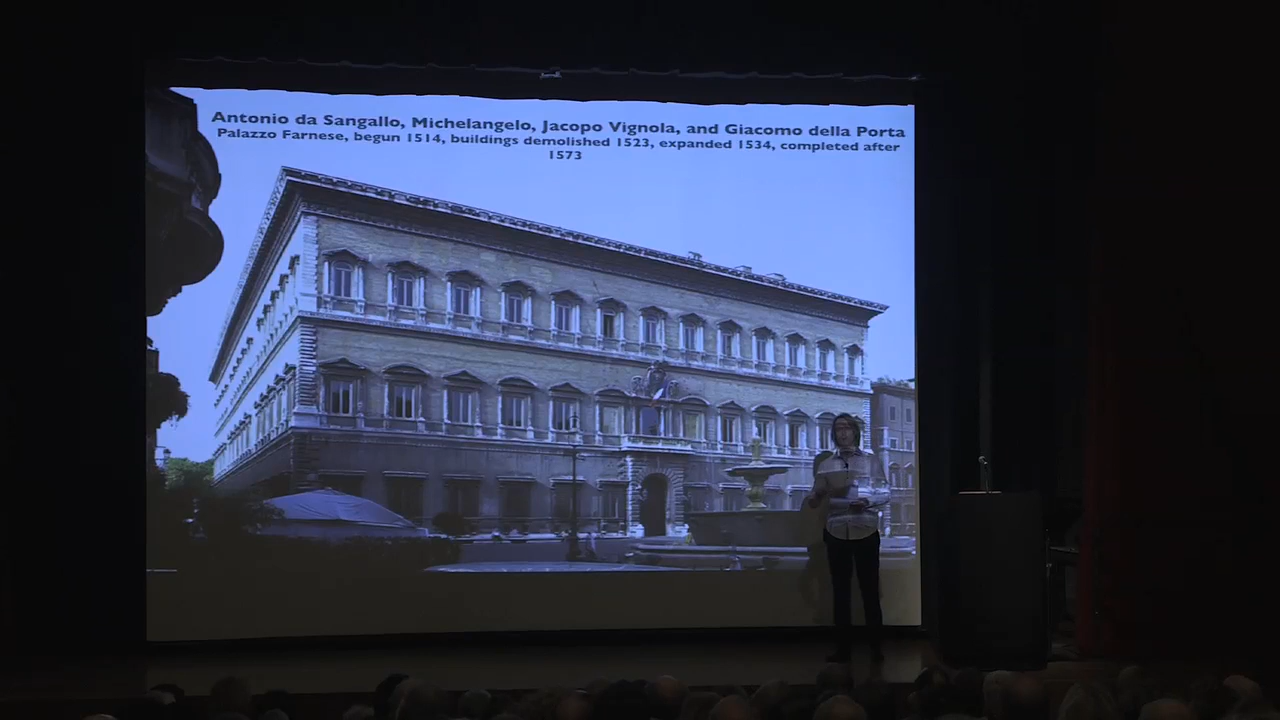 Antonio da Sangallo, Michelangelo, Jacopo Vignola, and Giacomo della Porta
Palazzo Farnese, begun 1514, buildings demolished 1523, expanded 1534, completed after
1573